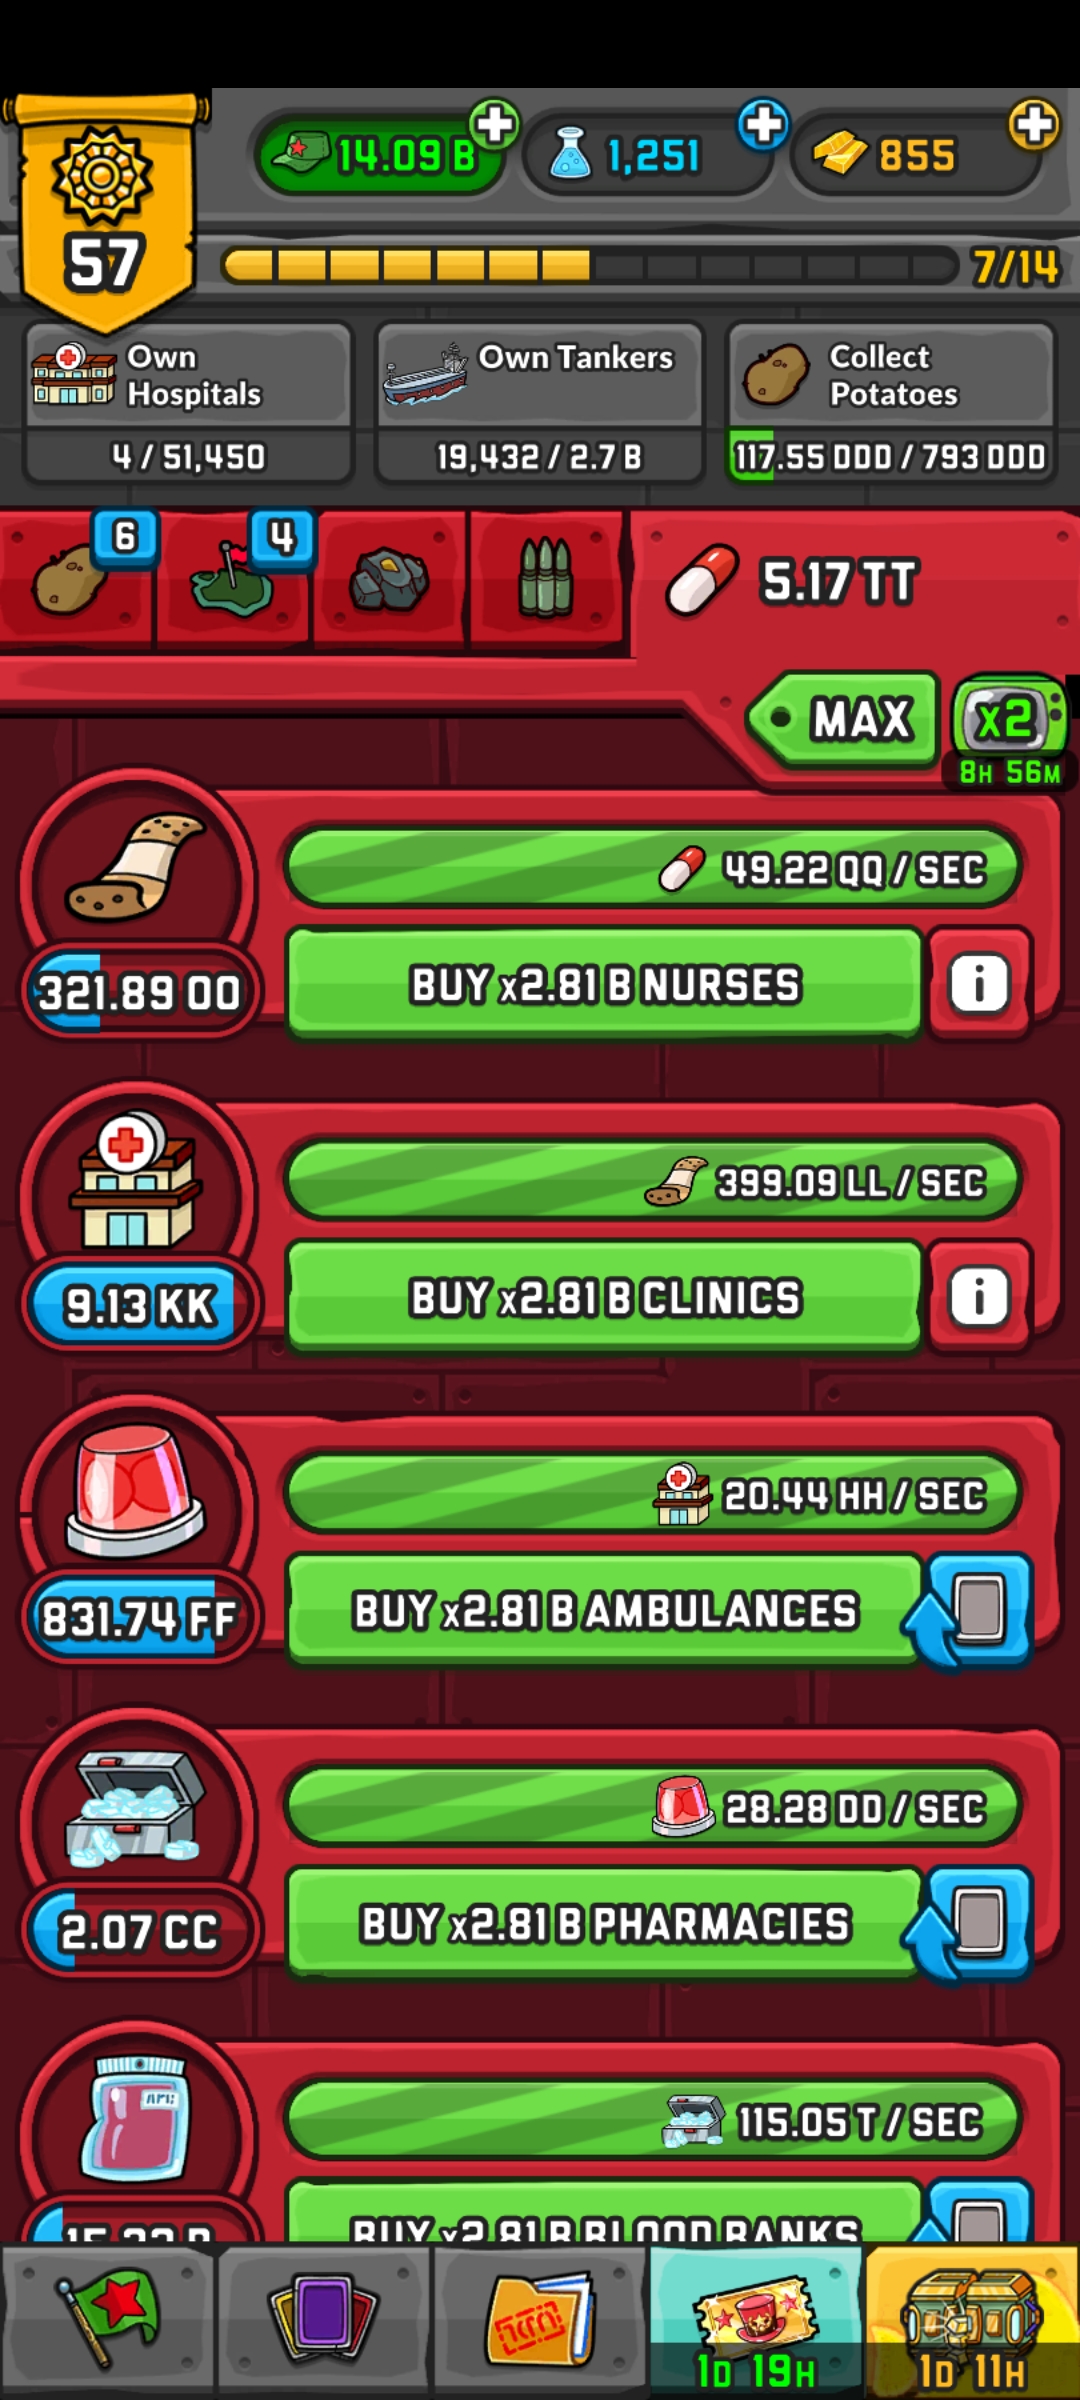 14.09 B
1,251
855
57
7/14
Own
Hospitals
4 / 51,450
Own Tankers
19,432 / 2.7 B
Collect
Potatoes
117.55 DDD / 793 DDD
6
4
5.17 TT
MAX
x2
8H 56M
49.22 QQ / SEC
321.89 OO
BUY x2.81 B NURSES
i
399.09 LL / SEC
9.13 KK
BUY x2.81 B CLINICS
i
20.44 HH / SEC
831.74 FF
BUY x2.81 B AMBULANCES
28.28 DD / SEC
2.07 CC
BUY x2.81 B PHARMACIES
115.05 T / SEC
BUY x2.81 B BLOOD BANKS
1D 19H
1D 11H